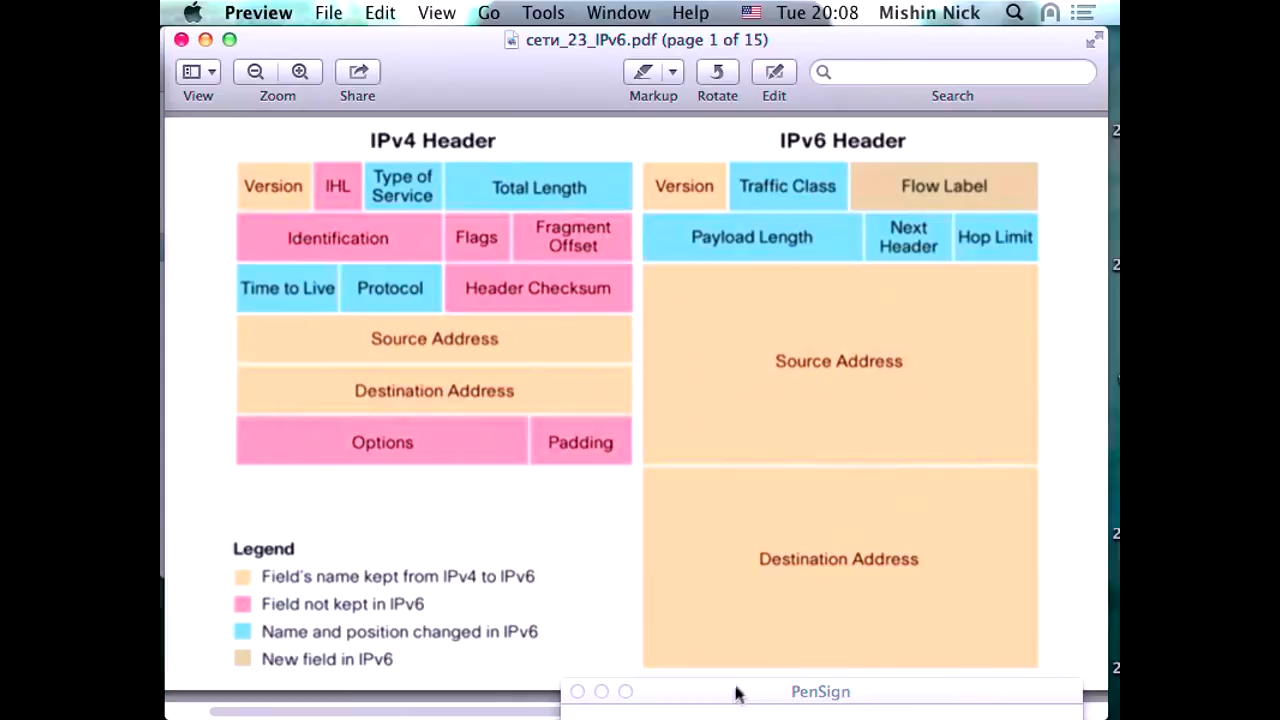 Preview File Edit View Go Tools Window Help Tue 20:08 Mishin Nick
сети_23_IPv6.pdf (page 1 of 15)
View Zoom Share Markup Rotate Edit Search
IPv4 Header
Version IHL Type of Service Total Length
Identification Flags Fragment Offset
Time to Live Protocol Header Checksum
Source Address
Destination Address
Options Padding
IPv6 Header
Version Traffic Class Flow Label
Payload Length Next Header Hop Limit
Source Address
Destination Address
Legend
Field's name kept from IPv4 to IPv6
Field not kept in IPv6
Name and position changed in IPv6
New field in IPv6
PenSign
2
2
2
2